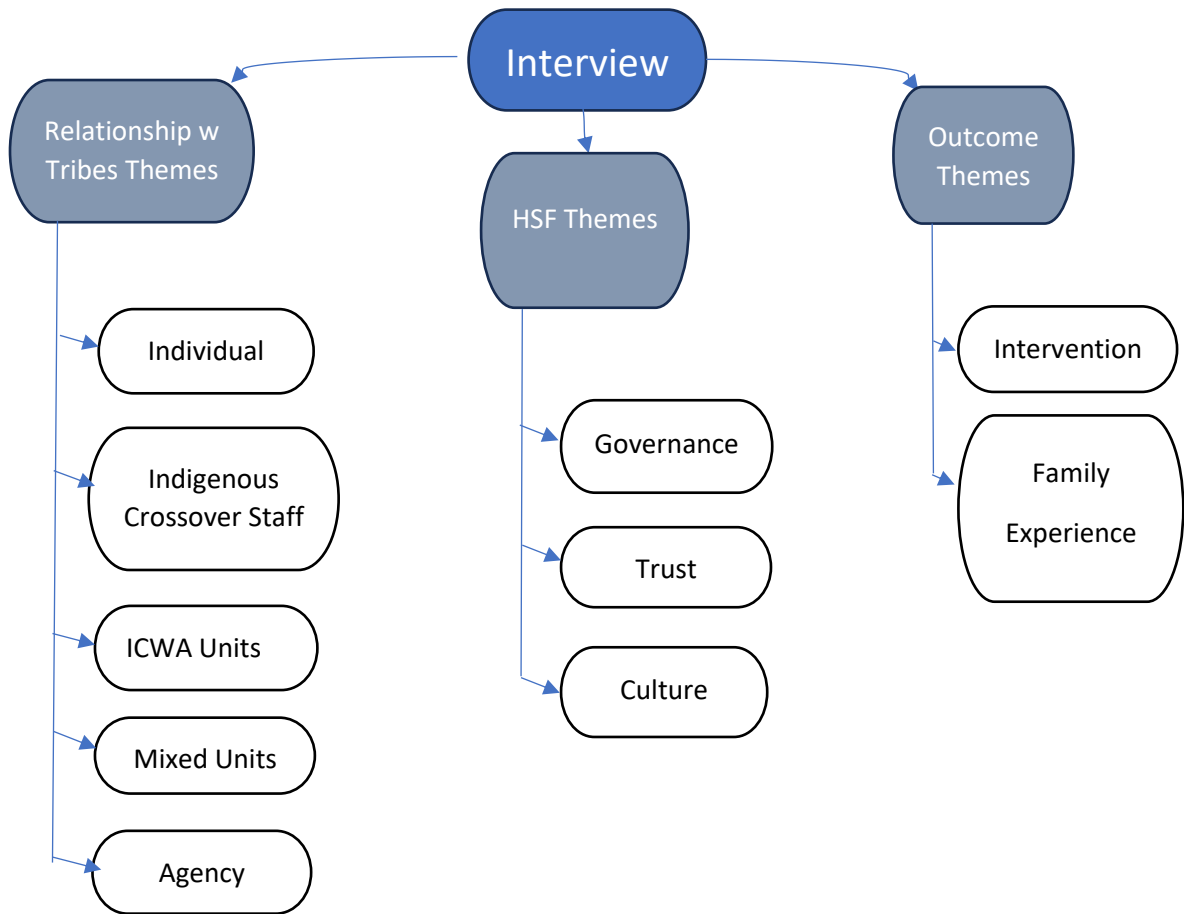 Interview
Relationship w
Tribes Themes
Individual
Indigenous
Crossover Staff
ICWA Units
Mixed Units
Agency
HSF Themes
Governance
Trust
Culture
Outcome
Themes
Intervention
Family
Experience